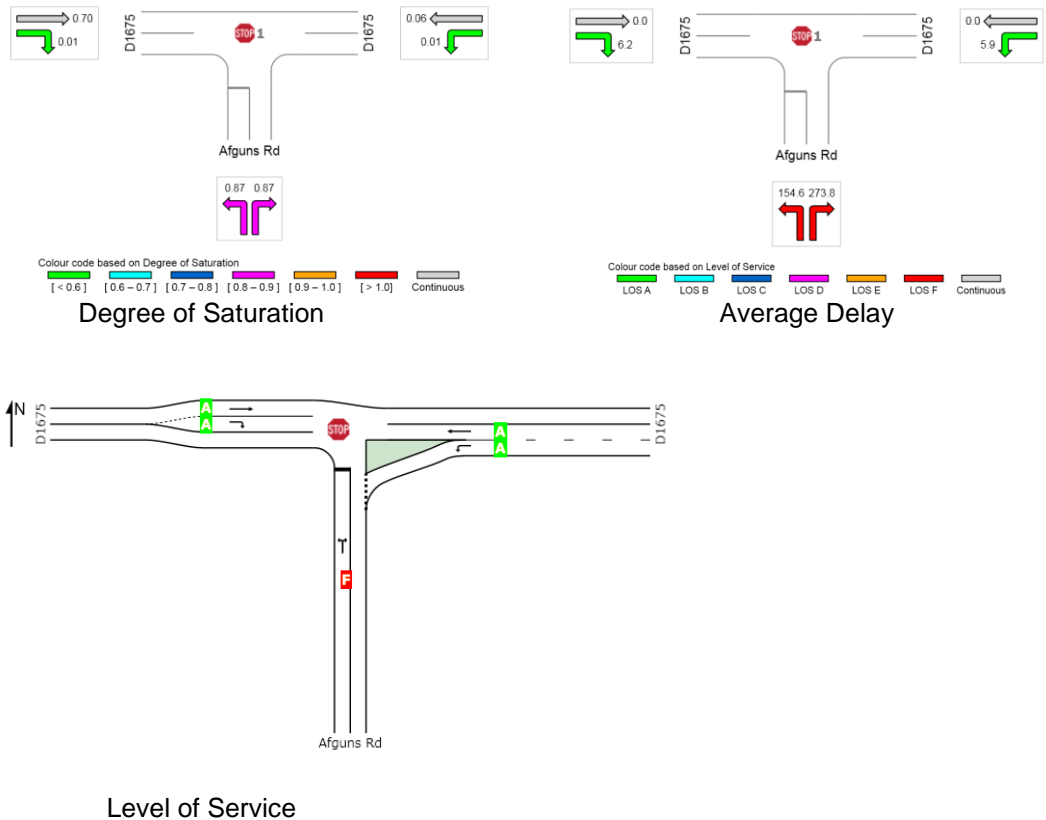 0.70
0.01
D1675
STOP 1
D1675
0.06
0.01
Afguns Rd
0.87 0.87
Colour code based on Degree of Saturation
[ < 0.6 ] [ 0.6 – 0.7 ] [ 0.7 – 0.8 ] [ 0.8 – 0.9 ] [ 0.9 – 1.0 ] [ > 1.0 ] Continuous
Degree of Saturation
0.0
6.2
D1675
STOP 1
D1675
0.0
5.9
Afguns Rd
154.6 273.8
Colour code based on Level of Service
LOS A LOS B LOS C LOS D LOS E LOS F Continuous
Average Delay
N
D1675
A
A
STOP
A
A
D1675
F
Afguns Rd
Level of Service